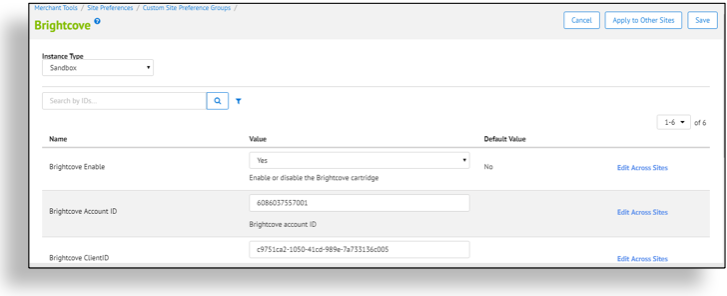 Merchant Tools / Site Preferences / Custom Site Preference Groups /
Brightcove ?
Cancel
Apply to Other Sites
Save
Instance Type
Sandbox
Search by IDs...
1-6 of 6
Name Value Default Value
Brightcove Enable Yes No Edit Across Sites
Enable or disable the Brightcove cartridge
Brightcove Account ID 6086037557001 Edit Across Sites
Brightcove account ID
Brightcove ClientID c9751ca2-1050-41cd-989e-7a733136c005 Edit Across Sites